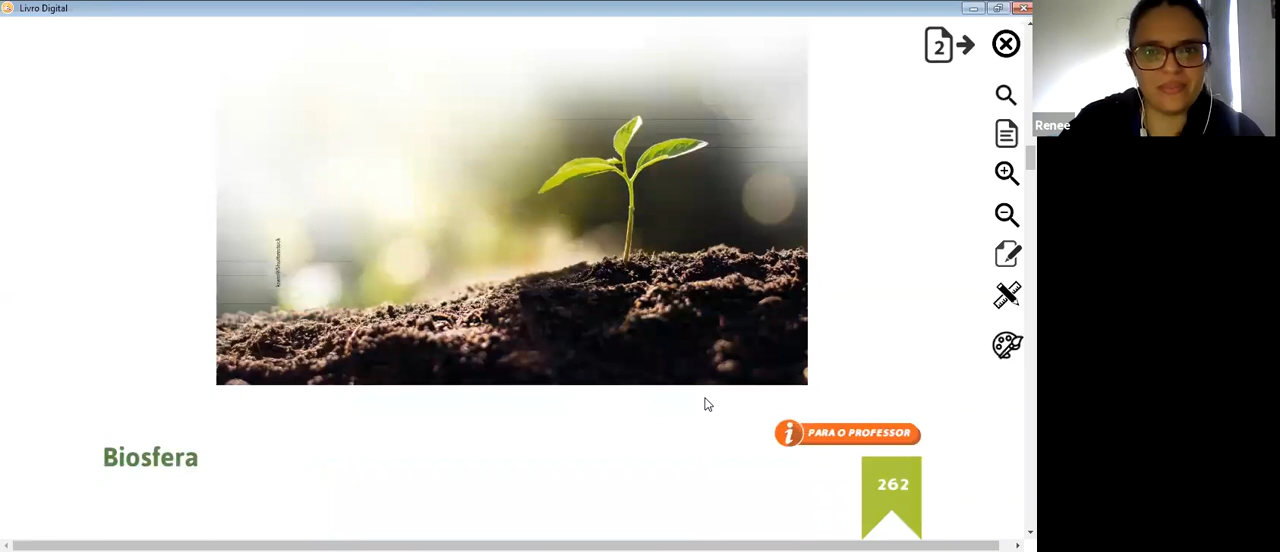 Livro Digital
2
Renee
PARA O PROFESSOR
Biosfera
262